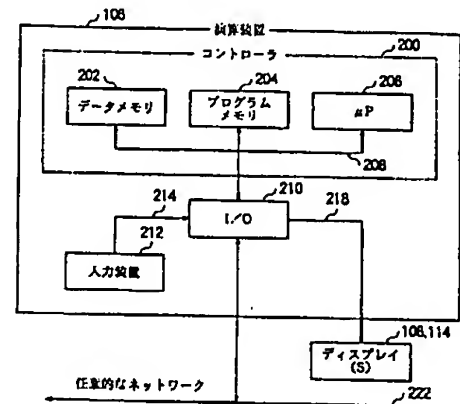 106
演算装置
コントローラ
200
202
データメモリ
204
プログラム
メモリ
206
μP
208
210
I/O
214
218
212
入力装置
108,114
ディスプレイ
(S)
任意的なネットワーク
222